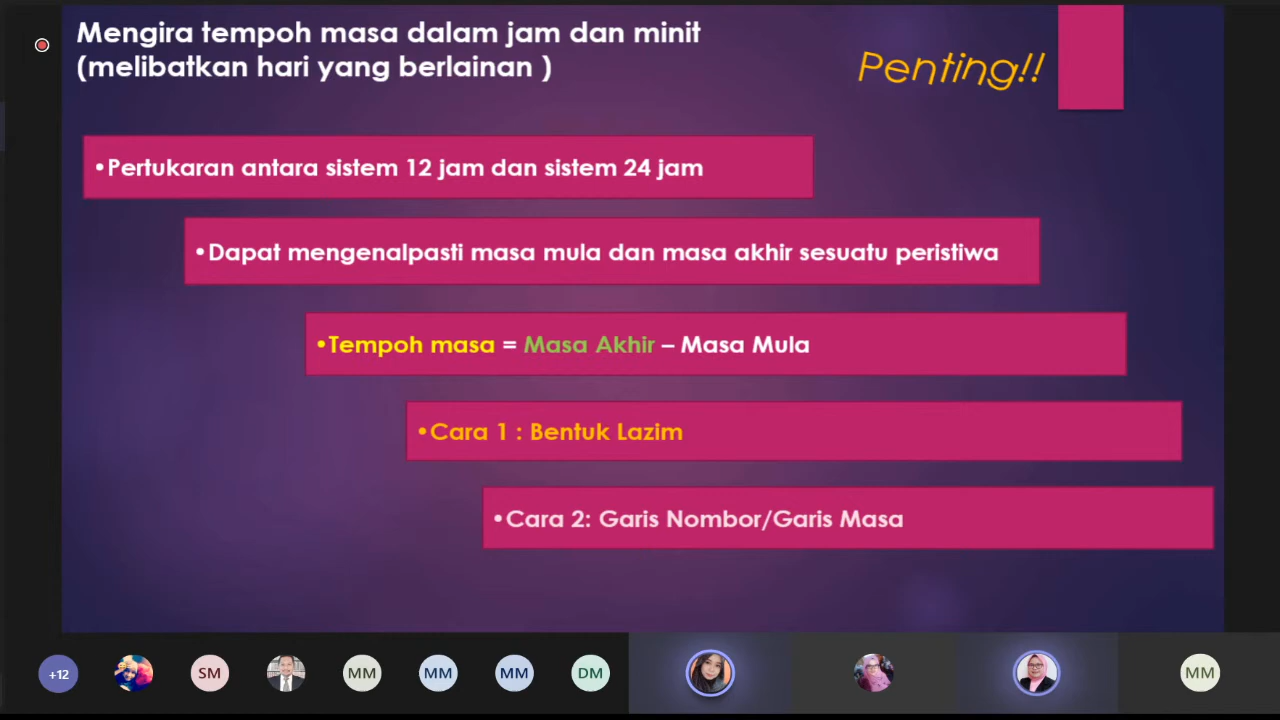 Mengira tempoh masa dalam jam dan minit
(melibatkan hari yang berlainan )
Penting!!
•Pertukaran antara sistem 12 jam dan sistem 24 jam
•Dapat mengenalpasti masa mula dan masa akhir sesuatu peristiwa
•Tempoh masa = Masa Akhir – Masa Mula
•Cara 1 : Bentuk Lazim
•Cara 2: Garis Nombor/Garis Masa
+12
SM
MM
MM
MM
DM
MM